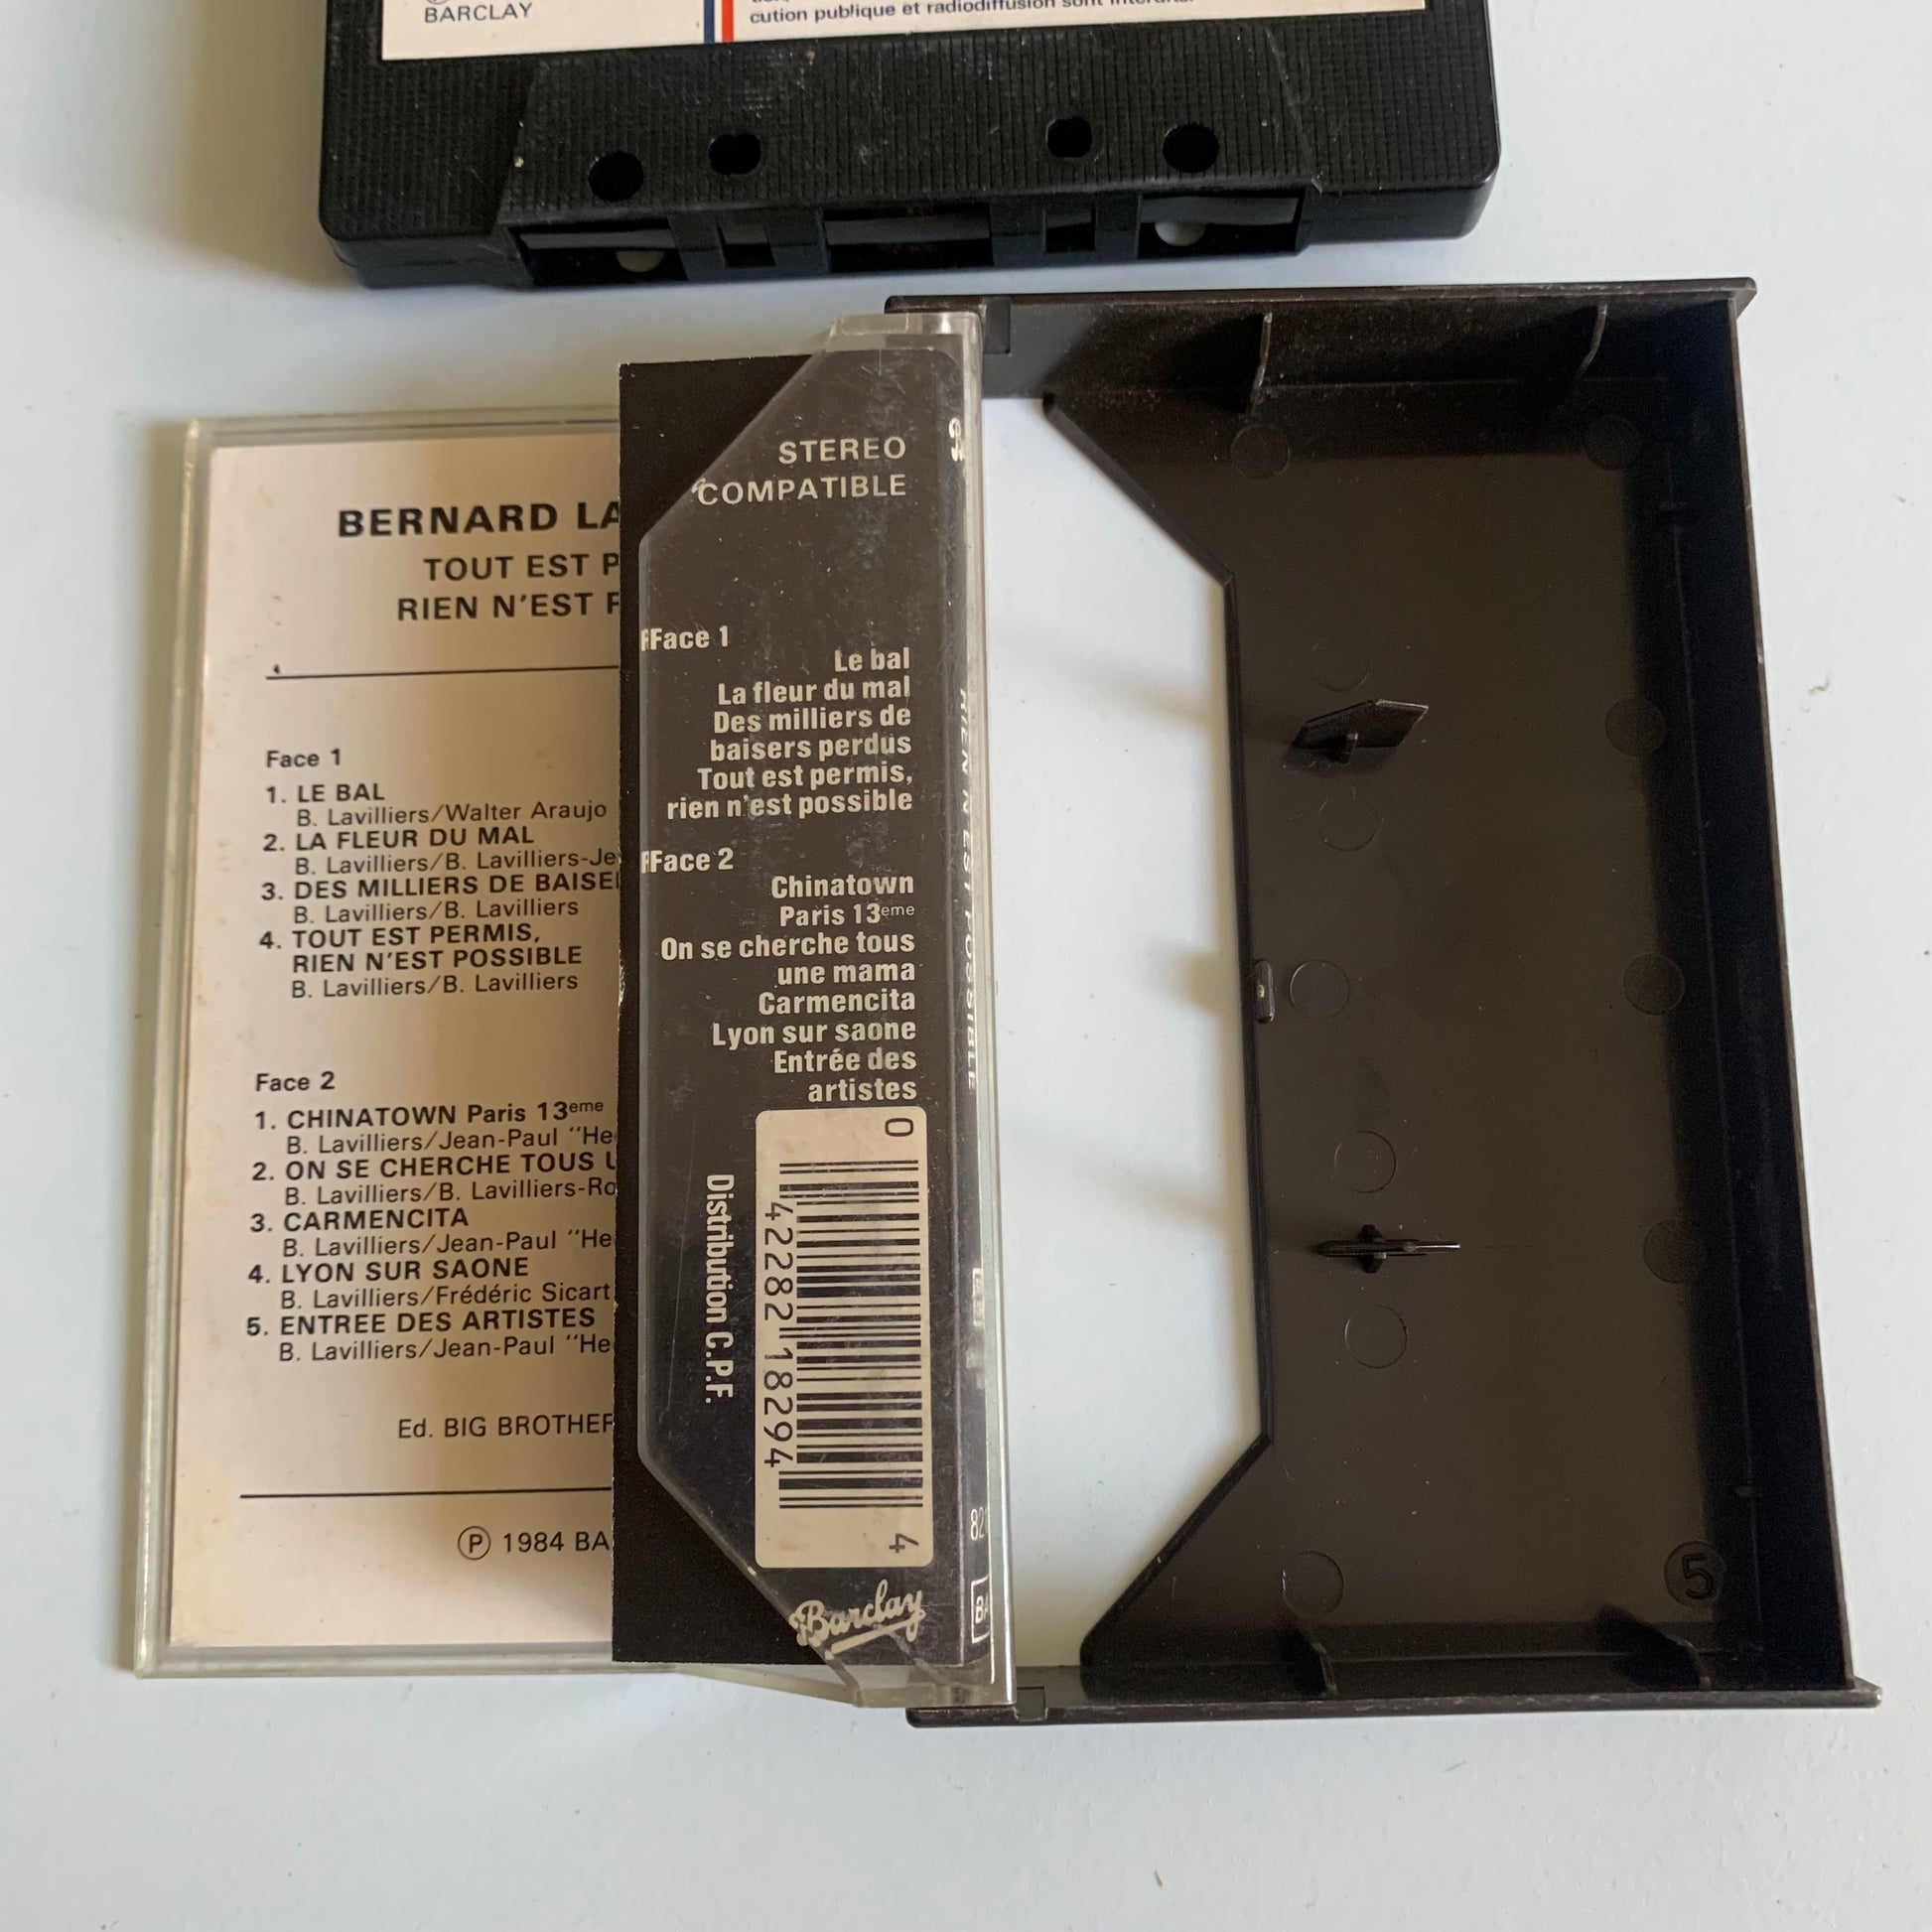 BARCLAY
cution publique et radiodiffusion sont interdits.
BERNARD LA
TOUT EST P
RIEN N'EST P
Face 1
1. LE BAL
B. Lavilliers/Walter Araujo
2. LA FLEUR DU MAL
B. Lavilliers/B. Lavilliers-Je
3. DES MILLIERS DE BAISE
B. Lavilliers/B. Lavilliers
4. TOUT EST PERMIS,
RIEN N'EST POSSIBLE
B. Lavilliers/B. Lavilliers
Face 2
1. CHINATOWN Paris 13eme
B. Lavilliers/Jean-Paul "He
2. ON SE CHERCHE TOUS U
B. Lavilliers/B. Lavilliers-Ro
3. CARMENCITA
B. Lavilliers/Jean-Paul "He
4. LYON SUR SAONE
B. Lavilliers/Frédéric Sicart
5. ENTREE DES ARTISTES
B. Lavilliers/Jean-Paul "He
Ed. BIG BROTHER
Ⓟ 1984 BA
STEREO
COMPATIBLE
Face 1
Le bal
La fleur du mal
Des milliers de
baisers perdus
Tout est permis,
rien n'est possible
Face 2
Chinatown
Paris 13eme
On se cherche tous
une mama
Carmencita
Lyon sur saone
Entrée des
artistes
0 42282 18294 4
Distribution C.P.F.
Barclay
RIEN N'EST POSSIBLE
82
BA
5